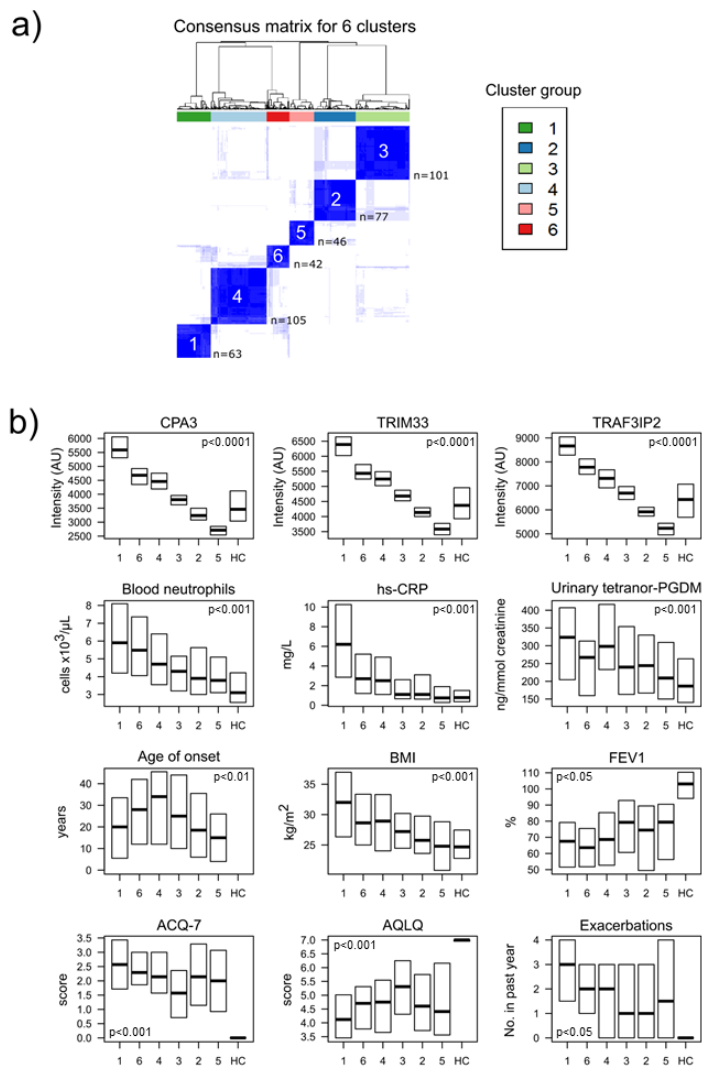 a)
Consensus matrix for 6 clusters
Cluster group
1
2
3
4
5
6
3
n=101
2
n=77
5
n=46
6
n=42
4
n=105
1
n=63
b)
CPA3
p<0.0001
Intensity (AU)
6000
5500
5000
4500
4000
3500
3000
2500
1 6 4 3 2 5 HC
TRIM33
p<0.0001
Intensity (AU)
6500
6000
5500
5000
4500
4000
3500
1 6 4 3 2 5 HC
TRAF3IP2
p<0.0001
Intensity (AU)
9000
8000
7000
6000
5000
1 6 4 3 2 5 HC
Blood neutrophils
p<0.001
cells x10³/µL
8
7
6
5
4
3
1 6 4 3 2 5 HC
hs-CRP
p<0.001
mg/L
10
8
6
4
2
0
1 6 4 3 2 5 HC
Urinary tetranor-PGDM
p<0.001
ng/mmol creatinine
400
350
300
250
200
150
1 6 4 3 2 5 HC
Age of onset
p<0.01
years
40
30
20
10
0
1 6 4 3 2 5 HC
BMI
p<0.001
kg/m²
35
30
25
1 6 4 3 2 5 HC
FEV1
p<0.05
%
110
100
90
80
70
60
50
1 6 4 3 2 5 HC
ACQ-7
score
3.5
3.0
2.5
2.0
1.5
1.0
0.5
0.0
p<0.001
1 6 4 3 2 5 HC
AQLQ
p<0.001
score
7.0
6.0
5.5
5.0
4.5
4.0
3.5
1 6 4 3 2 5 HC
Exacerbations
No. in past year
4
3
2
1
0
p<0.05
1 6 4 3 2 5 HC